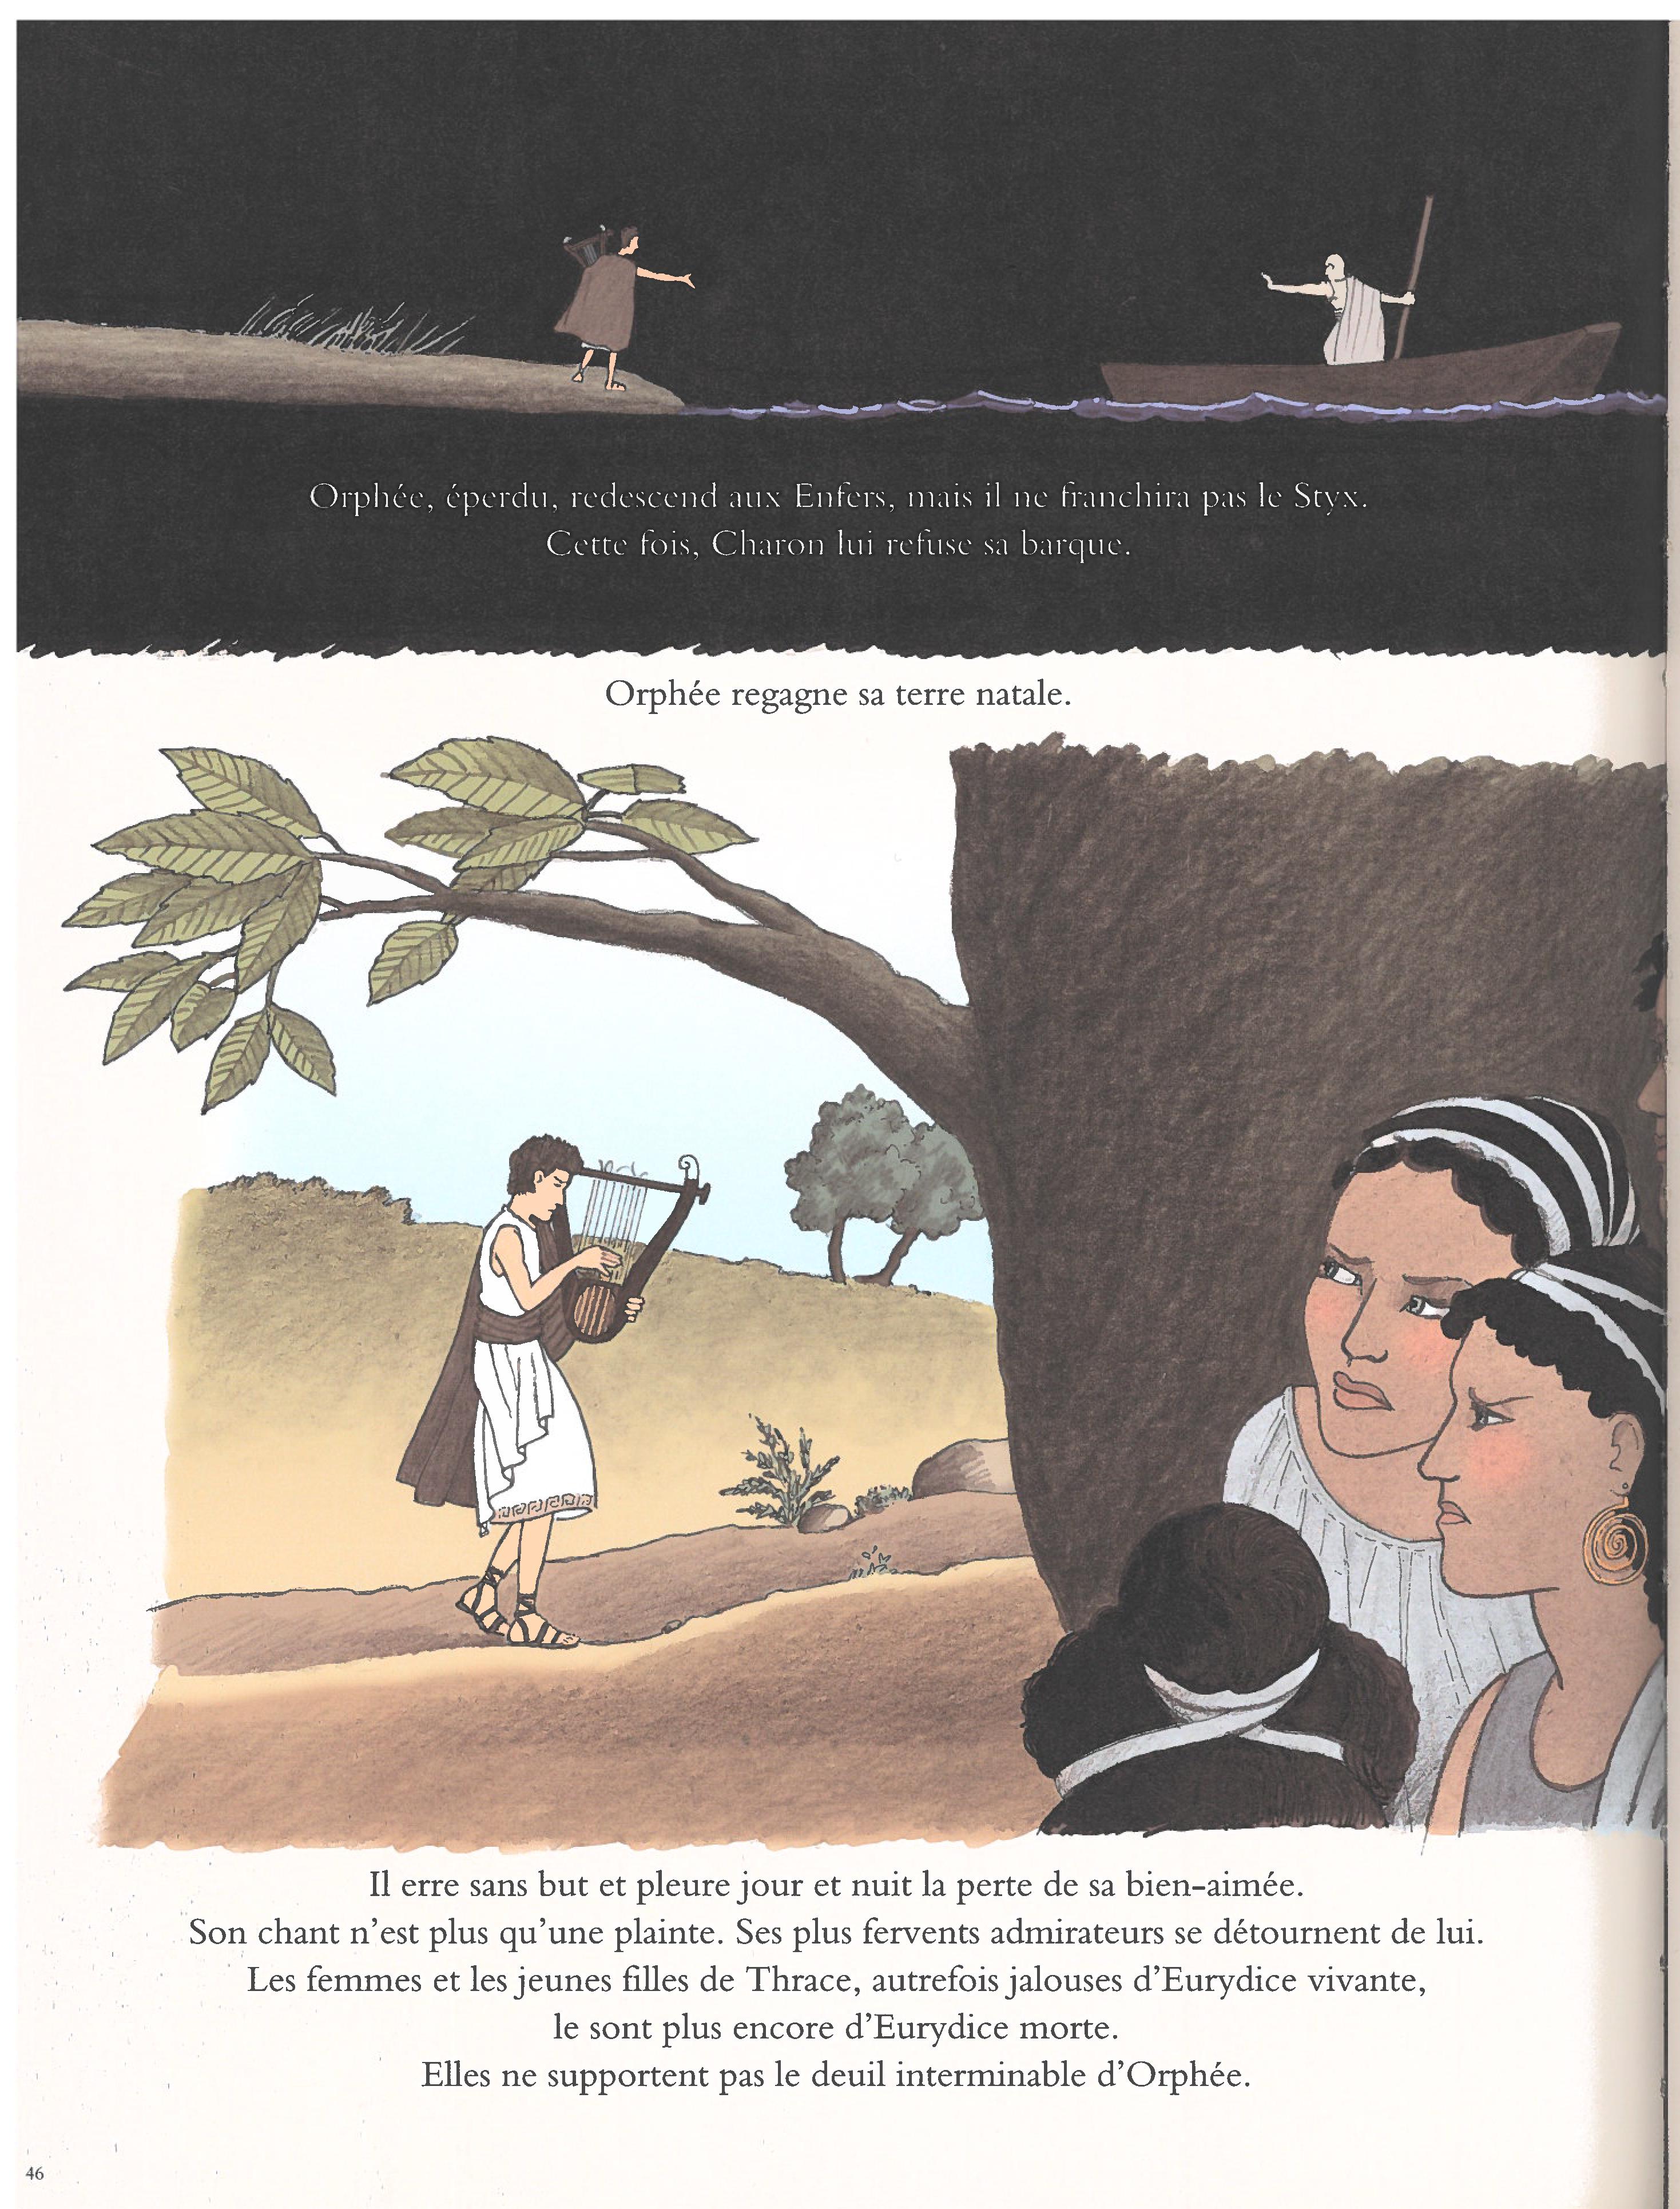 Orphée, éperdu, redescend aux Enfers, mais il ne franchira pas le Styx.
Cette fois, Charon lui refuse sa barque.
Orphée regagne sa terre natale.
Il erre sans but et pleure jour et nuit la perte de sa bien-aimée.
Son chant n'est plus qu'une plainte. Ses plus fervents admirateurs se détournent de lui.
Les femmes et les jeunes filles de Thrace, autrefois jalouses d'Eurydice vivante,
le sont plus encore d'Eurydice morte.
Elles ne supportent pas le deuil interminable d'Orphée.
46